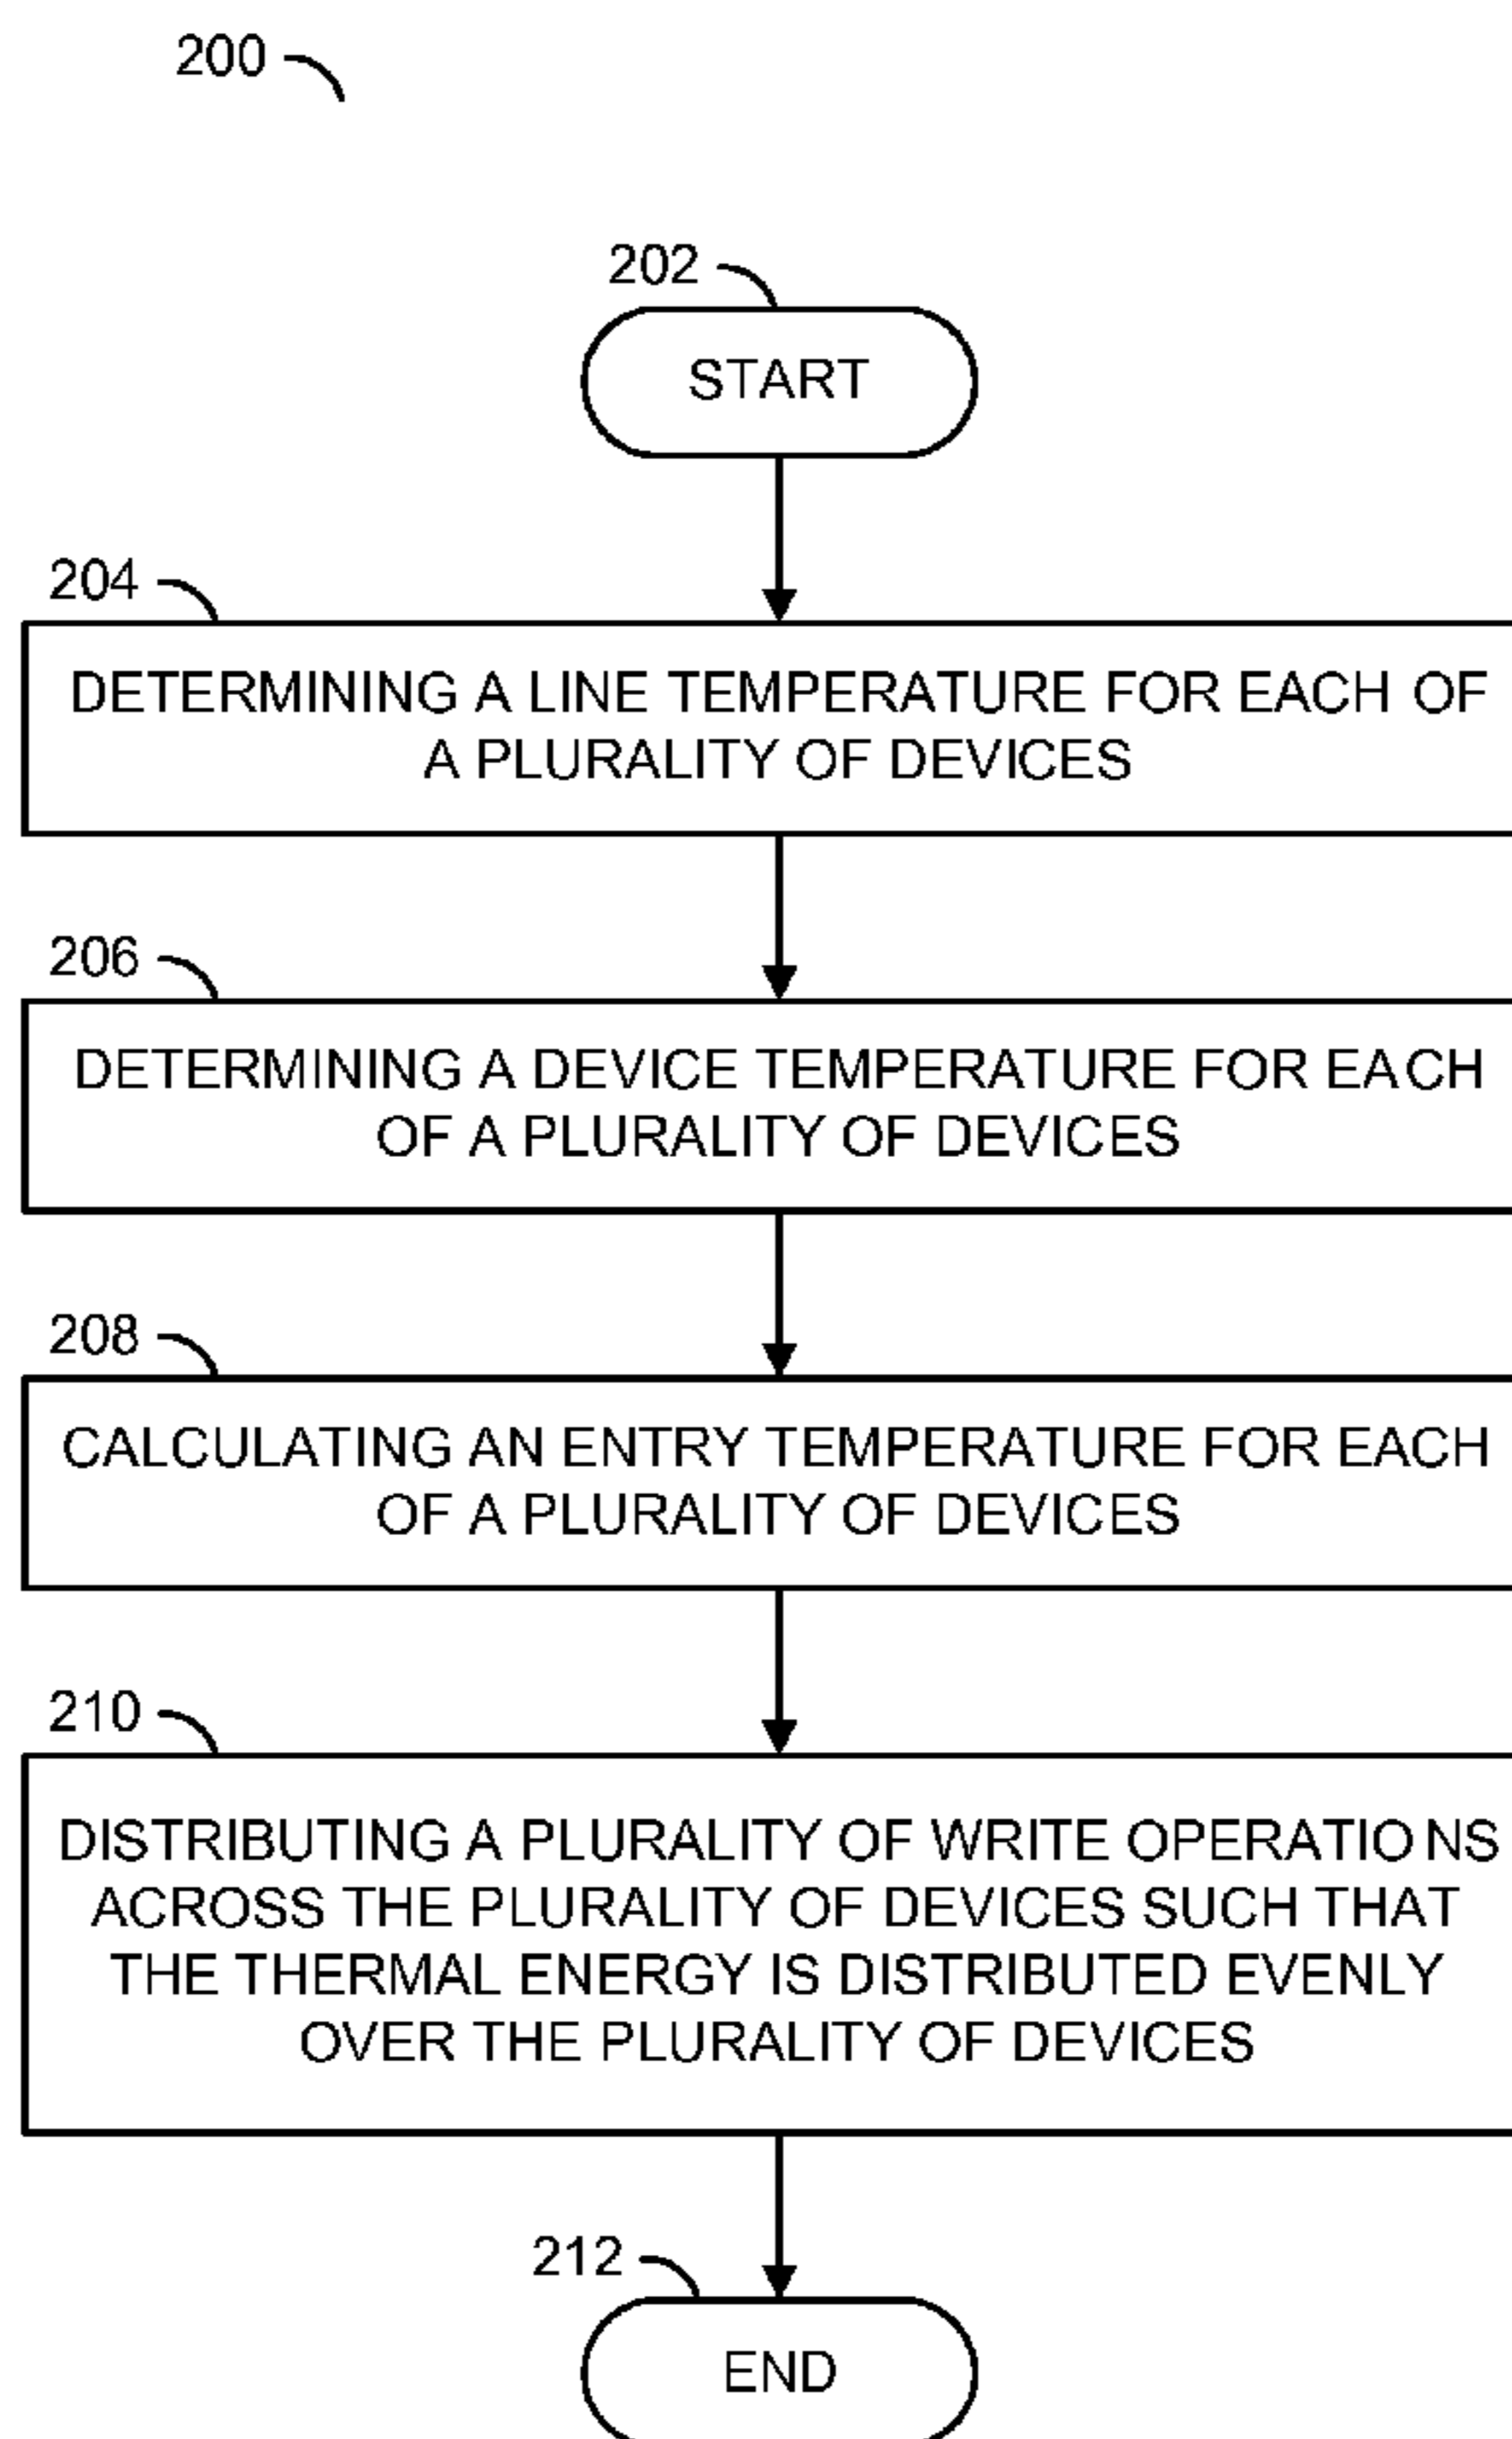 200
202
START
204
DETERMINING A LINE TEMPERATURE FOR EACH OF
A PLURALITY OF DEVICES
206
DETERMINING A DEVICE TEMPERATURE FOR EACH
OF A PLURALITY OF DEVICES
208
CALCULATING AN ENTRY TEMPERATURE FOR EACH
OF A PLURALITY OF DEVICES
210
DISTRIBUTING A PLURALITY OF WRITE OPERATIONS
ACROSS THE PLURALITY OF DEVICES SUCH THAT
THE THERMAL ENERGY IS DISTRIBUTED EVENLY
OVER THE PLURALITY OF DEVICES
212
END